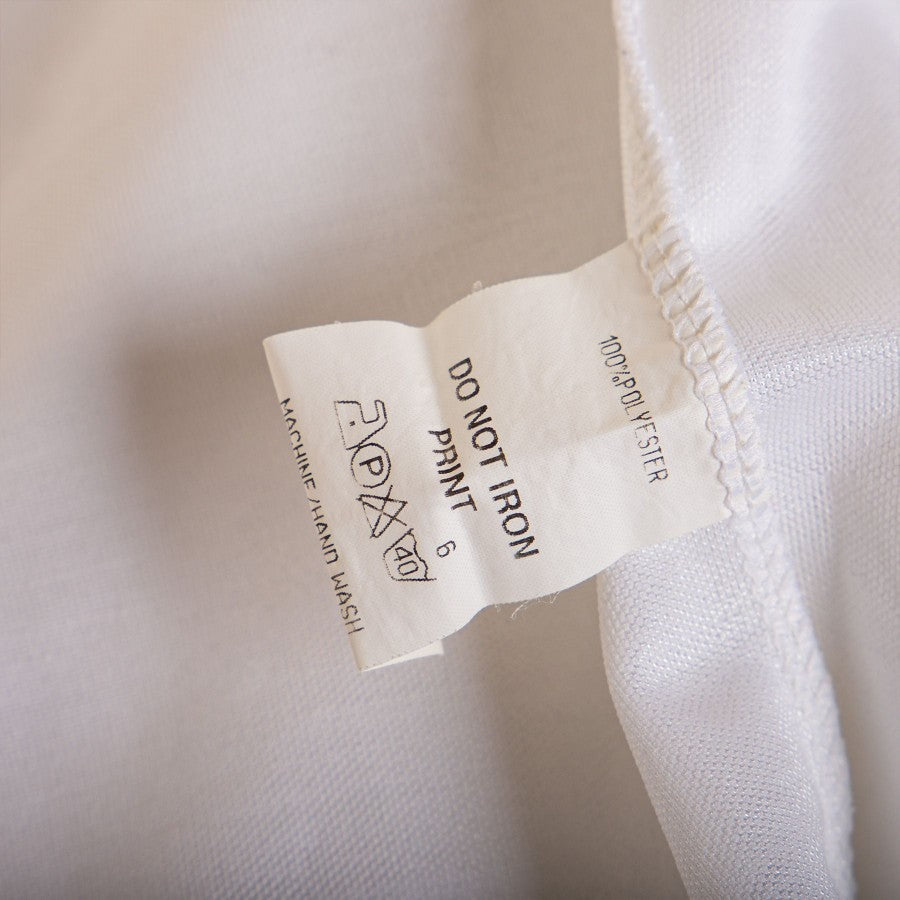 100%POLYESTER
DO NOT IRON
PRINT 6
P
40
MACHINE/HAND WASH